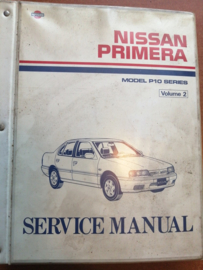 NISSAN
PRIMERA
MODEL P10 SERIES
Volume 2
SERVICE MANUAL